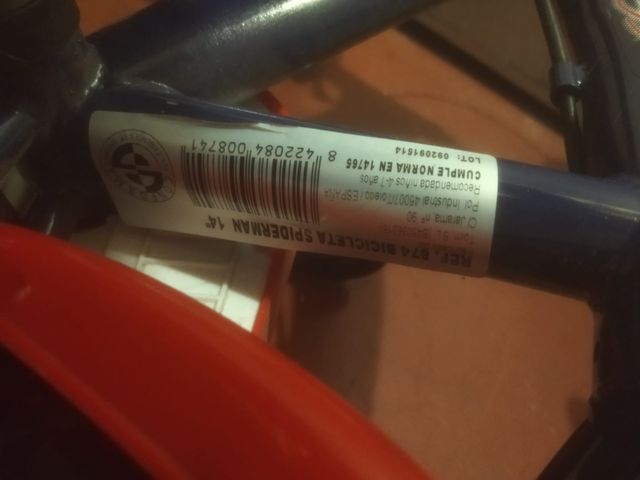 REF. 874 BICICLETA SPIDERMAN 14"
C/ Jarama nº 90
Pol. Industrial 45007/Toledo / ESPAÑA
Recomendada niños 4-7 años
CUMPLE NORMA EN 14765
LOT: 092091514
8 422084 008741